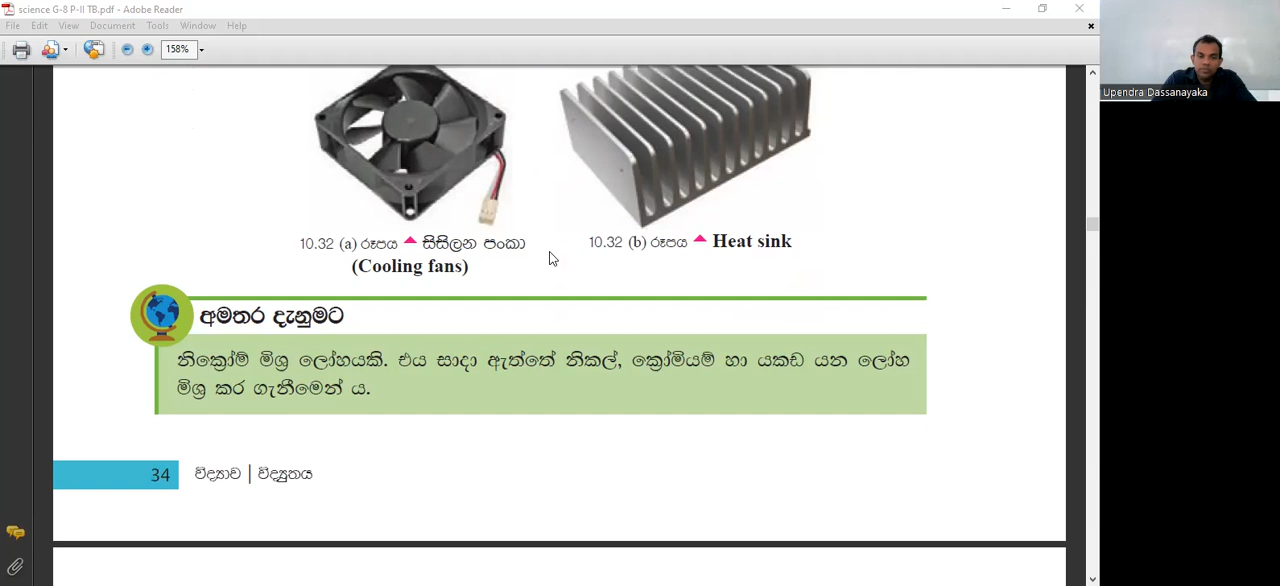 science G-8 P-II TB.pdf - Adobe Reader
File Edit View Document Tools Window Help
158%
Upendra Dassanayaka
10.32 (a) රූපය සිසිලන පංකා
(Cooling fans)
10.32 (b) රූපය Heat sink
අමතර දැනුමට
නික්‍රෝම් මිශ්‍ර ලෝහයකි. එය සාදා ඇත්තේ නිකල්, ක්‍රෝමියම් හා යකඩ යන ලෝහ
මිශ්‍ර කර ගැනීමෙන් ය.
34 විද්‍යාව | විද්‍යුතය